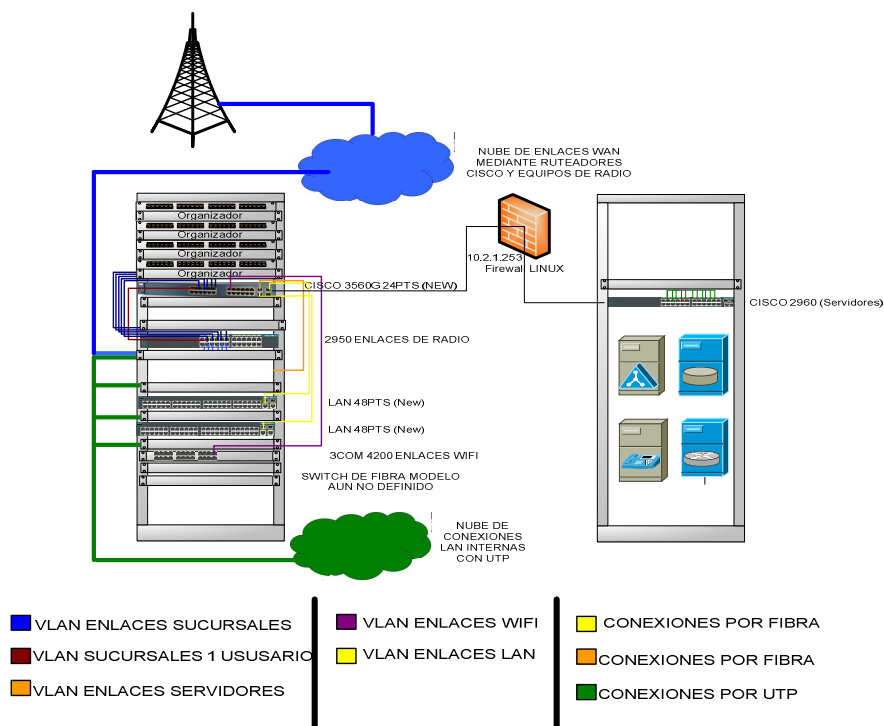 NUBE DE ENLACES WAN
MEDIANTE RUTEADORES
CISCO Y EQUIPOS DE RADIO
Organizador
Organizador
Organizador
Organizador
10.2.1.253
Firewall LINUX
CISCO 3560G 24PTS (NEW)
CISCO 2960 (Servidores)
2950 ENLACES DE RADIO
LAN 48PTS (New)
LAN 48PTS (New)
3COM 4200 ENLACES WIFI
SWITCH DE FIBRA MODELO
AUN NO DEFINIDO
NUBE DE
CONEXIONES
LAN INTERNAS
CON UTP
VLAN ENLACES SUCURSALES
VLAN SUCURSALES 1 USUSARIO
VLAN ENLACES SERVIDORES
VLAN ENLACES WIFI
VLAN ENLACES LAN
CONEXIONES POR FIBRA
CONEXIONES POR FIBRA
CONEXIONES POR UTP